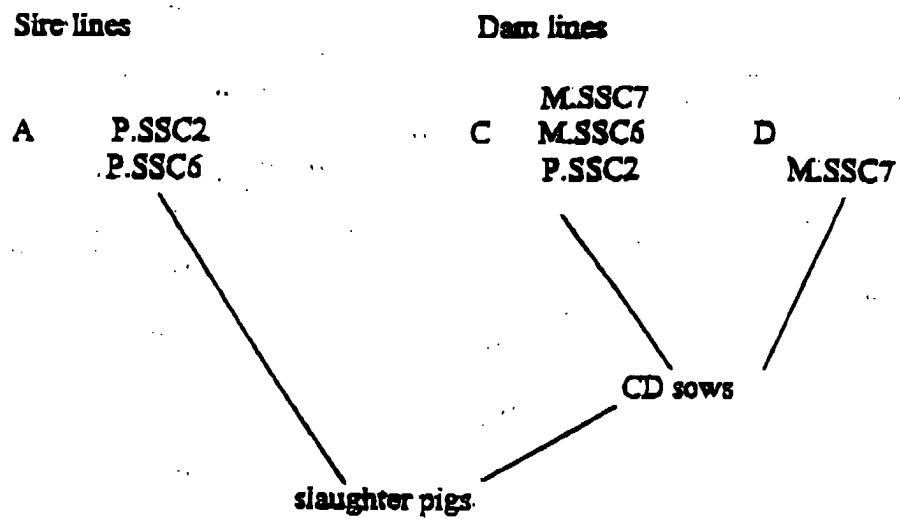 Sire lines
Dam lines
A
P.SSC2
P.SSC6
C
M.SSC7
M.SSC6
P.SSC2
D
M.SSC7
CD sows
slaughter pigs